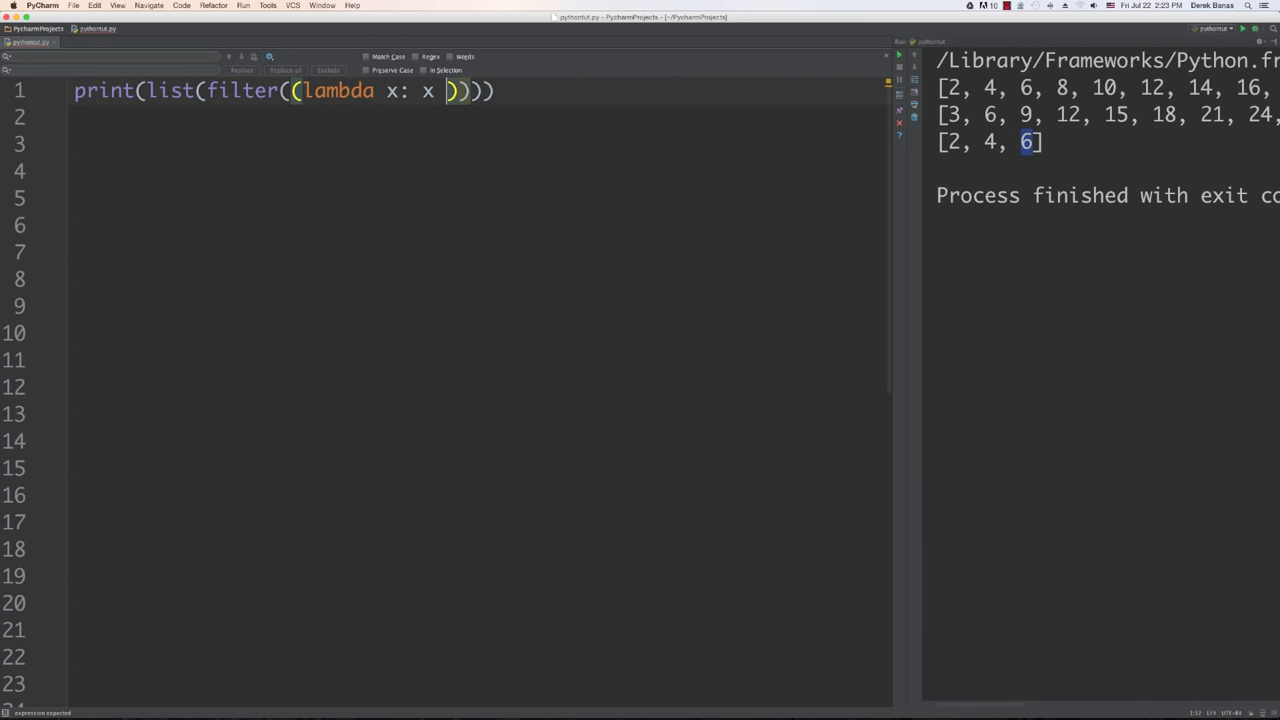 PyCharm File Edit View Navigate Code Refactor Run Tools VCS Window Help
10 Fri Jul 22 2:23 PM Derek Banas
pythontut.py - PycharmProjects - [~/PycharmProjects]
PycharmProjects pythontut.py pythontut
pythontut.py Run pythontut
Match Case Regex Words
Replace Replace all Exclude Preserve Case In Selection
1 print(list(filter((lambda x: x ))))
2
3
4
5
6
7
8
9
10
11
12
13
14
15
16
17
18
19
20
21
22
23
/Library/Frameworks/Python.fr
[2, 4, 6, 8, 10, 12, 14, 16,
[3, 6, 9, 12, 15, 18, 21, 24,
[2, 4, 6]
Process finished with exit co
expression expected 1:32 LF UTF-8